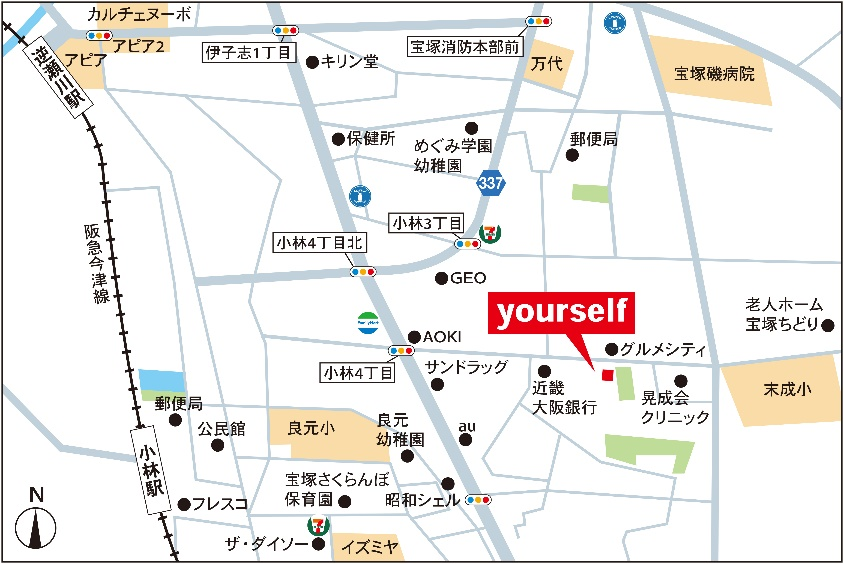 カルチェヌーボ
アピア2
アピア
逆瀬川駅
伊子志1丁目
キリン堂
宝塚消防本部前
万代
宝塚磯病院
保健所
めぐみ学園
幼稚園
郵便局
337
小林3丁目
小林4丁目北
阪急今津線
GEO
yourself
老人ホーム
宝塚ちどり
FamilyMart
AOKI
グルメシティ
小林4丁目
サンドラッグ
近畿
大阪銀行
晃成会
クリニック
末成小
郵便局
公民館
良元小
良元
幼稚園
au
小林駅
宝塚さくらんぼ
保育園
昭和シェル
フレスコ
ザ・ダイソー
イズミヤ
N